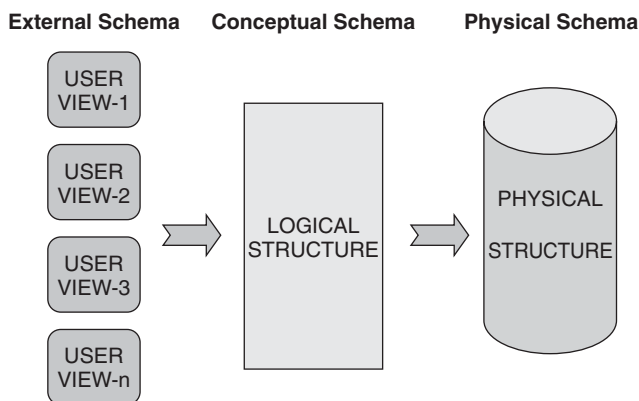 External Schema
Conceptual Schema
Physical Schema
USER
VIEW-1
USER
VIEW-2
USER
VIEW-3
USER
VIEW-n
LOGICAL
STRUCTURE
PHYSICAL
STRUCTURE